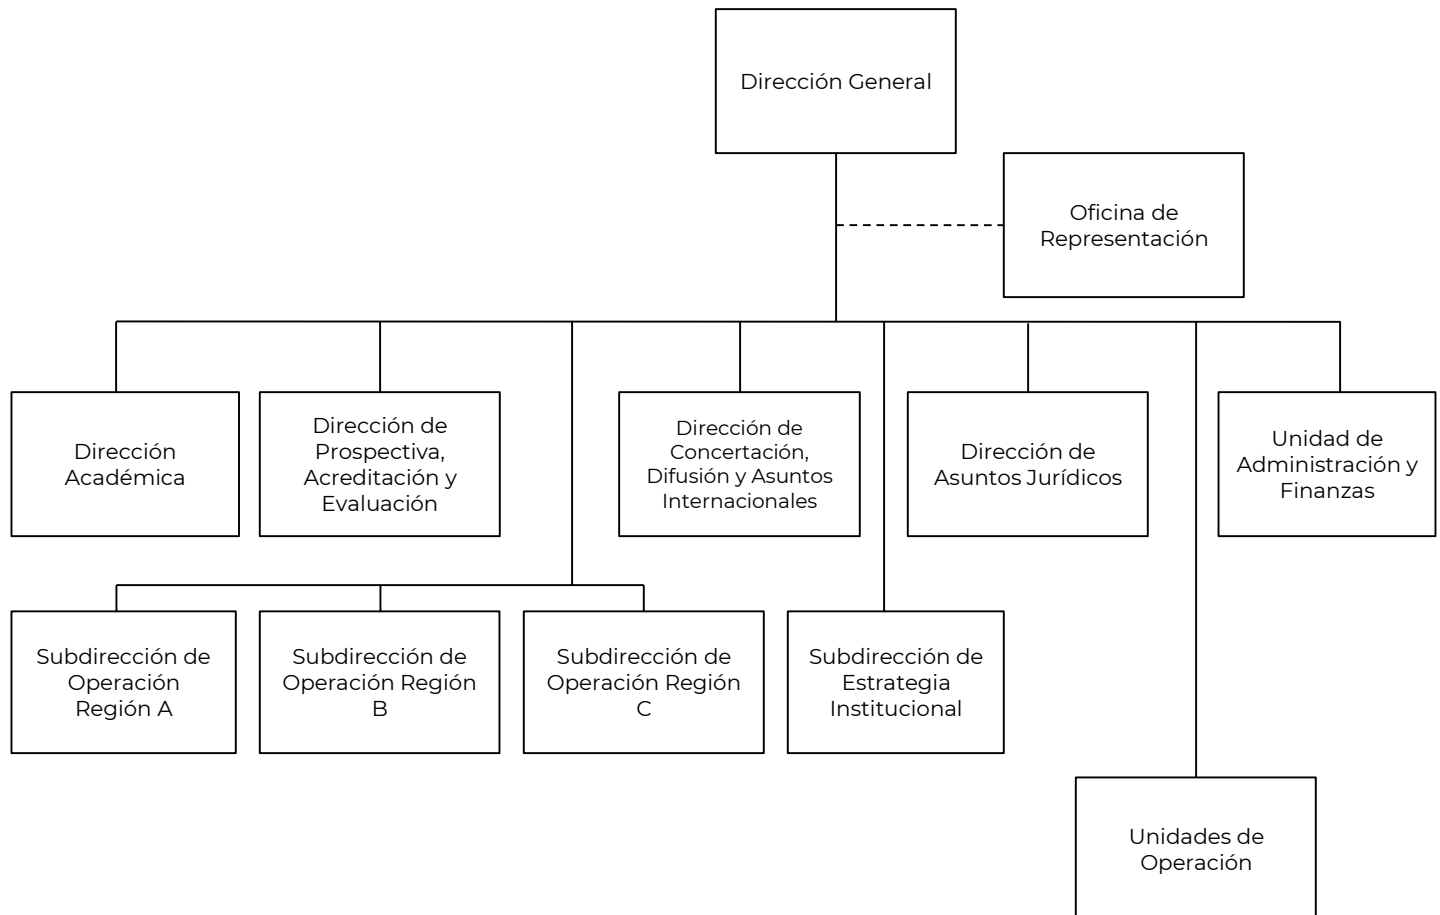 Dirección General
Oficina de
Representación
Dirección
Académica
Dirección de
Prospectiva,
Acreditación y
Evaluación
Dirección de
Concertación,
Difusión y Asuntos
Internacionales
Dirección de
Asuntos Jurídicos
Unidad de
Administración y
Finanzas
Subdirección de
Operación
Región A
Subdirección de
Operación Región
B
Subdirección de
Operación Región
C
Subdirección de
Estrategia
Institucional
Unidades de
Operación